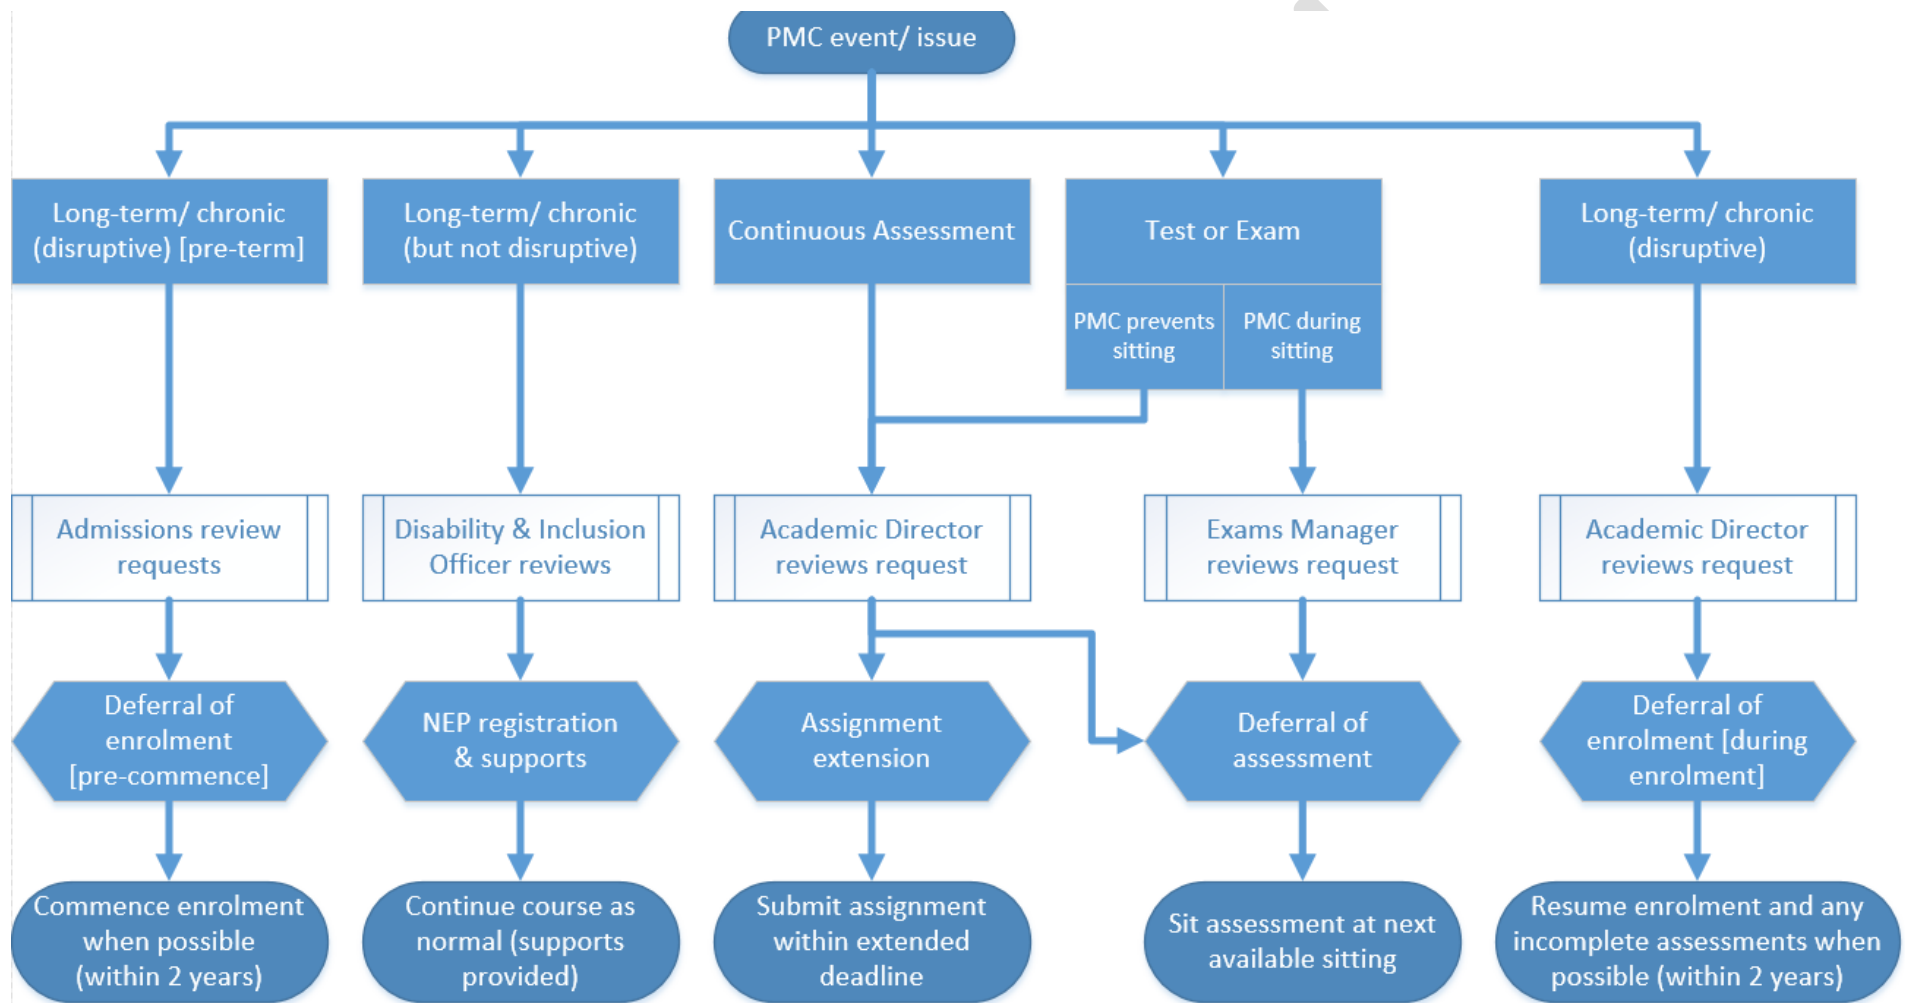 PMC event/ issue
Long-term/ chronic
(disruptive) [pre-term]
Long-term/ chronic
(but not disruptive)
Continuous Assessment
Test or Exam
PMC prevents
sitting
PMC during
sitting
Long-term/ chronic
(disruptive)
Admissions review
requests
Disability & Inclusion
Officer reviews
Academic Director
reviews request
Exams Manager
reviews request
Academic Director
reviews request
Deferral of
enrolment
[pre-commence]
NEP registration
& supports
Assignment
extension
Deferral of
assessment
Deferral of
enrolment [during
enrolment]
Commence enrolment
when possible
(within 2 years)
Continue course as
normal (supports
provided)
Submit assignment
within extended
deadline
Sit assessment at next
available sitting
Resume enrolment and any
incomplete assessments when
possible (within 2 years)